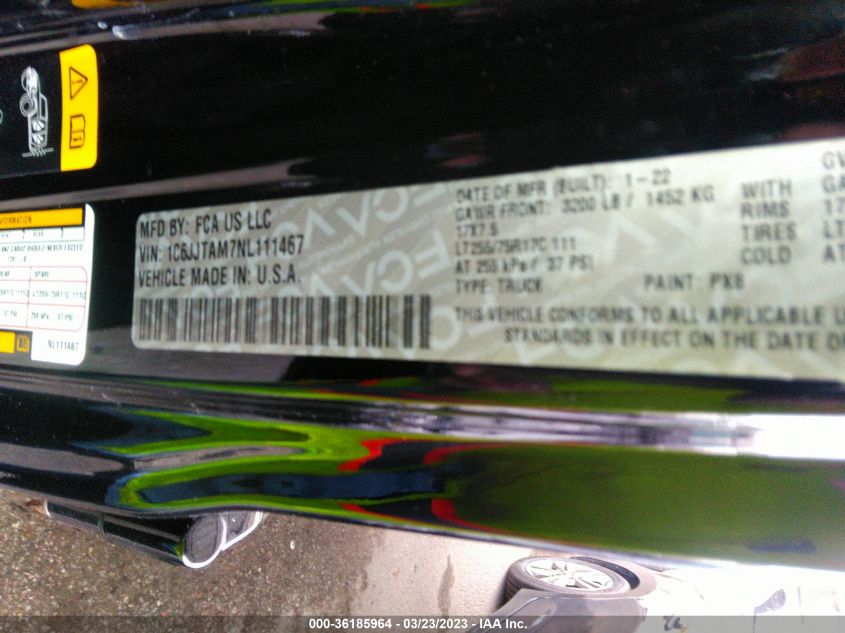 MFD BY: FCA US LLC
VIN: 1C6JJTAM7NL111467
VEHICLE MADE IN U.S.A.
DATE OF MFR (BUILT): 1-22
GAWR FRONT: 3200 LB / 1452 KG WITH
17X7.5 RIMS
LT255/75R17C 111 TIRES
AT 255 kPa / 37 PSI COLD
TYPE: TRUCK PAINT: PX8
THIS VEHICLE CONFORMS TO ALL APPLICABLE
STANDARDS IN EFFECT ON THE DATE OF
NL111467
000-36185964 - 03/23/2023 - IAA Inc.